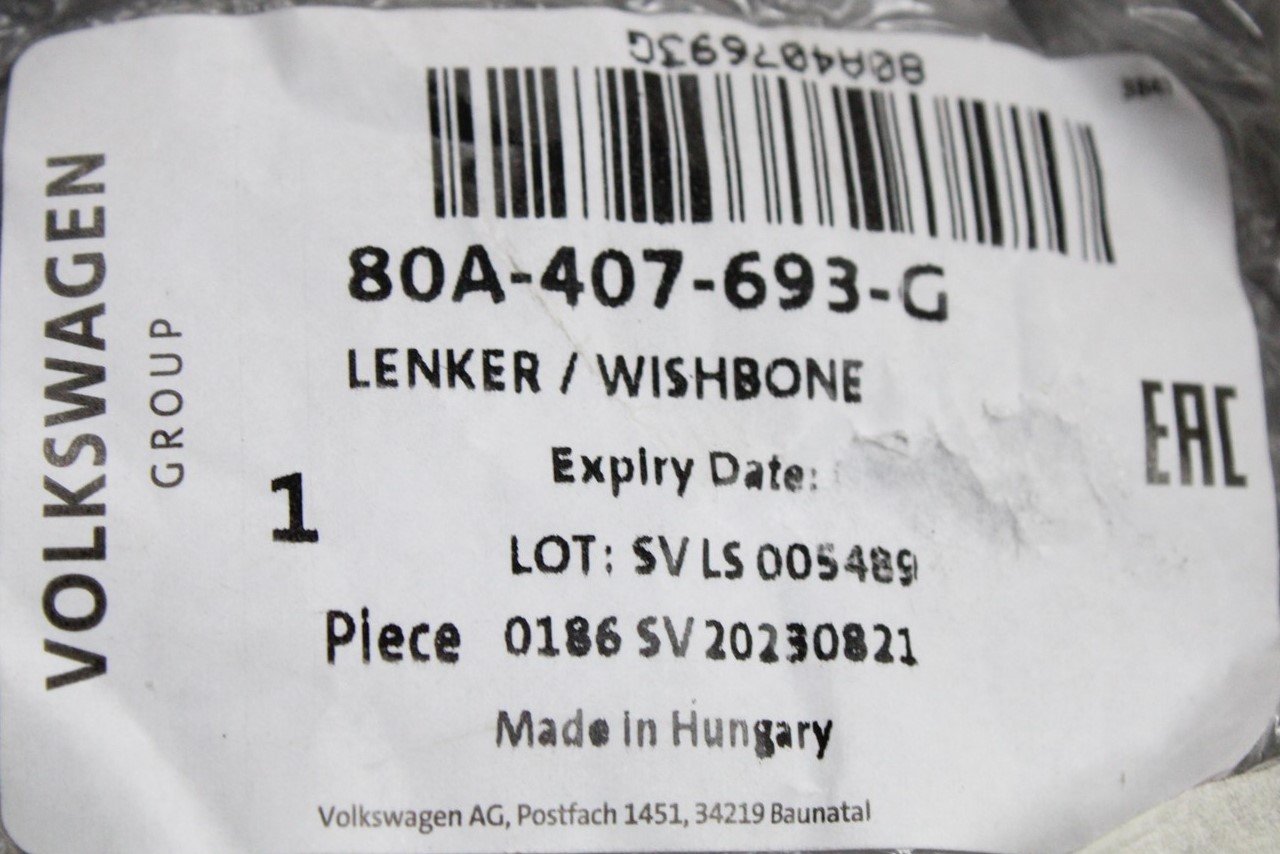 80A407693G
80A-407-693-G
LENKER / WISHBONE
EAC
Expiry Date:
1
LOT: SV LS 005489
Piece 0186 SV 20230821
Made in Hungary
Volkswagen AG, Postfach 1451, 34219 Baunatal
VOLKSWAGEN
GROUP